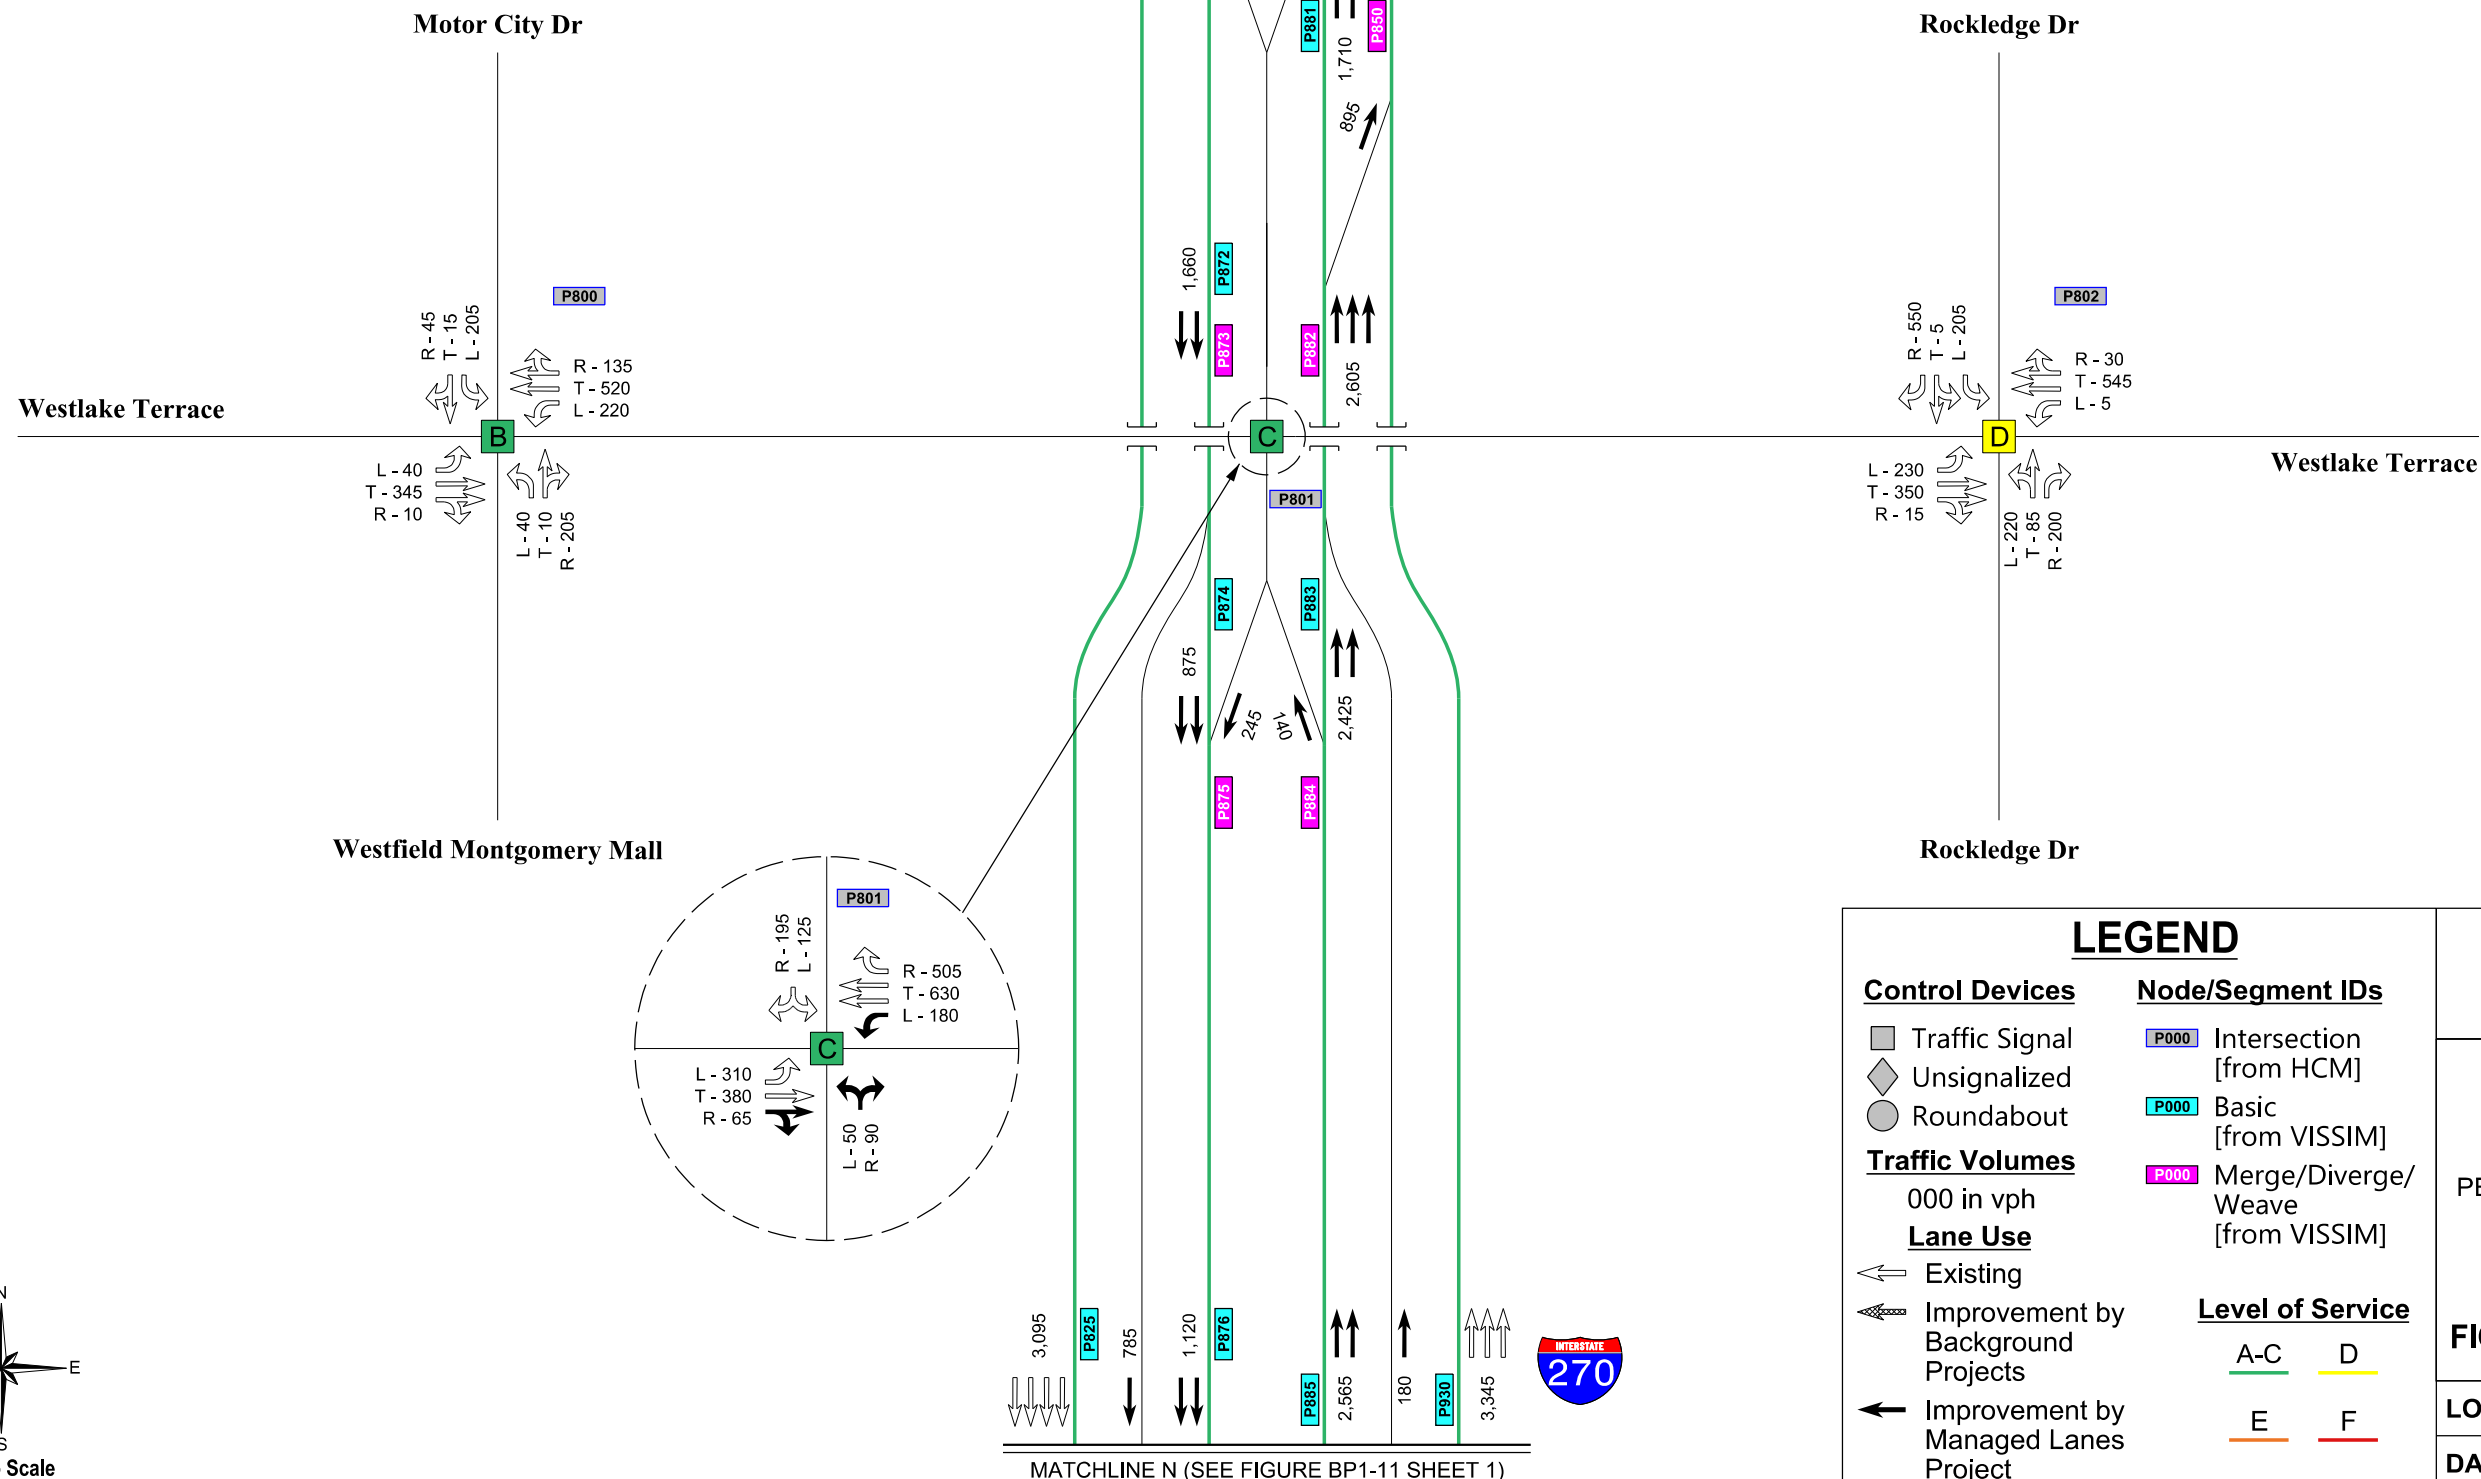 Motor City Dr
Rockledge Dr
P881
1,710
P850
895
1,660
P872
P873
P882
2,605
P800
R - 45
T - 15
L - 205
R - 135
T - 520
L - 220
Westlake Terrace
B
L - 40
T - 345
R - 10
L - 40
T - 10
R - 205
C
P801
P802
R - 550
T - 5
L - 205
R - 30
T - 545
L - 5
D
Westlake Terrace
L - 230
T - 350
R - 15
L - 220
T - 85
R - 200
P874
P883
875
245
140
2,425
P875
P884
Westfield Montgomery Mall
Rockledge Dr
P801
R - 195
L - 125
R - 505
T - 630
L - 180
C
L - 310
T - 380
R - 65
L - 50
R - 90
3,095
P825
785
1,120
P876
P885
2,565
180
P930
3,345
INTERSTATE
270
MATCHLINE N (SEE FIGURE BP1-11 SHEET 1)
E
S
Scale
LEGEND
Control Devices
Traffic Signal
Unsignalized
Roundabout
Traffic Volumes
000 in vph
Lane Use
Existing
Improvement by
Background
Projects
Improvement by
Managed Lanes
Project
Node/Segment IDs
P000 Intersection
[from HCM]
P000 Basic
[from VISSIM]
P000 Merge/Diverge/
Weave
[from VISSIM]
Level of Service
A-C D
E F